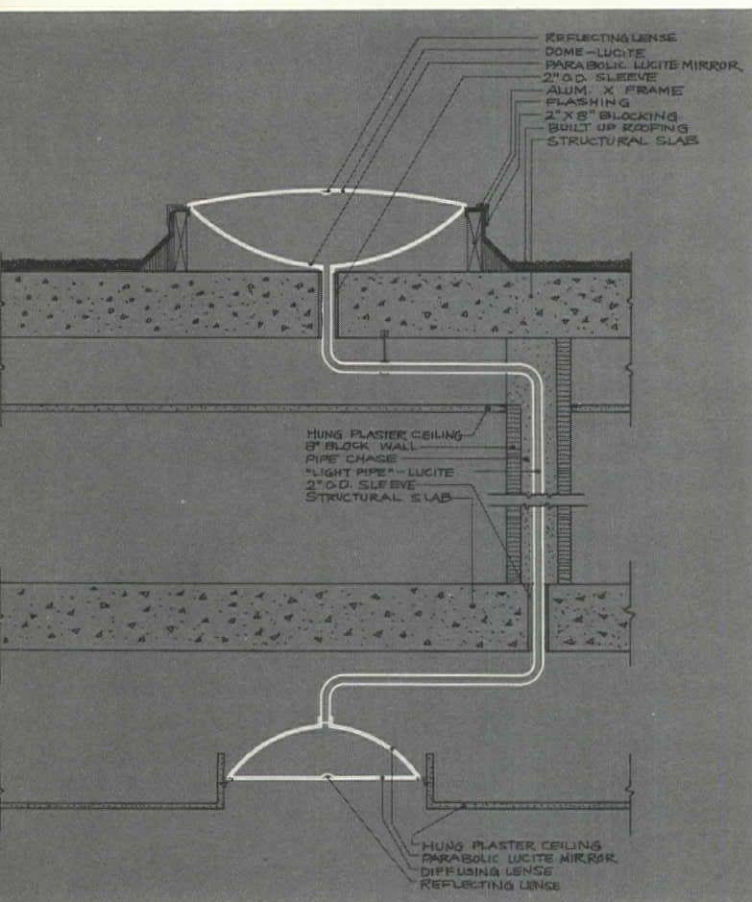 REFLECTING LENSE
DOME-LUCITE
PARABOLIC LUCITE MIRROR
2" O.D. SLEEVE
ALUM. X FRAME
FLASHING
2" X 8" BLOCKING
BUILT UP ROOFING
STRUCTURAL SLAB
HUNG PLASTER CEILING
8" BLOCK WALL
PIPE CHASE
"LIGHT PIPE"-LUCITE
2" O.D. SLEEVE
STRUCTURAL SLAB
HUNG PLASTER CEILING
PARABOLIC LUCITE MIRROR
DIFFUSING LENSE
REFLECTING LENSE